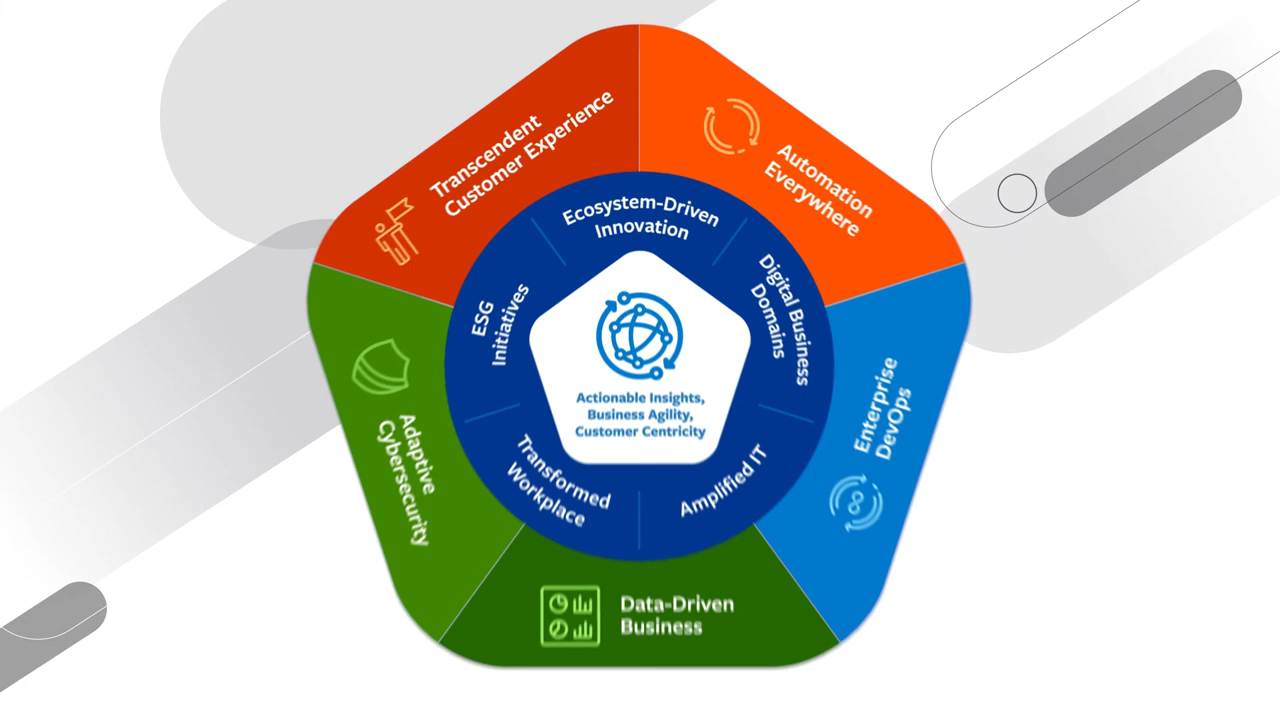 Transcendent
Customer Experience
Automation
Everywhere
Enterprise
DevOps
Data-Driven
Business
Adaptive
Cybersecurity
Ecosystem-Driven
Innovation
Digital Business
Domains
Amplified IT
Transformed
Workplace
ESG
Initiatives
Actionable Insights,
Business Agility,
Customer Centricity